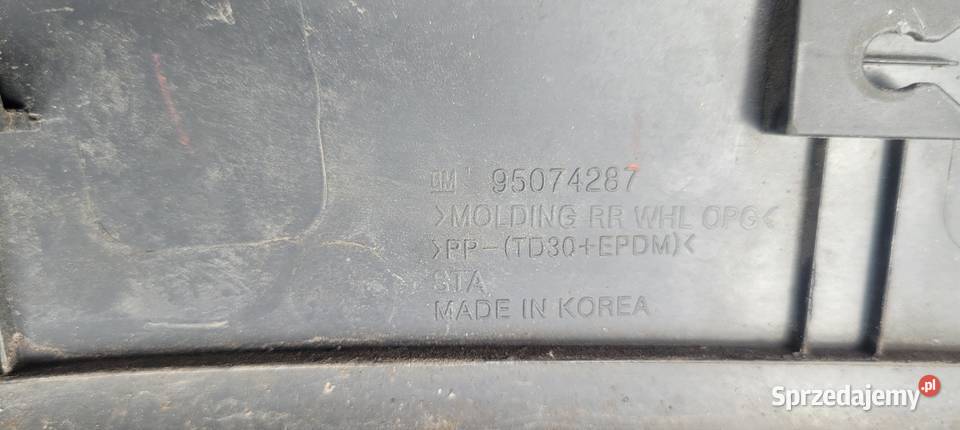 GM 95074287
>MOLDING RR WHL OPG<
>PP-(TD30+EPDM)<
STA
MADE IN KOREA
Sprzedajemy.pl